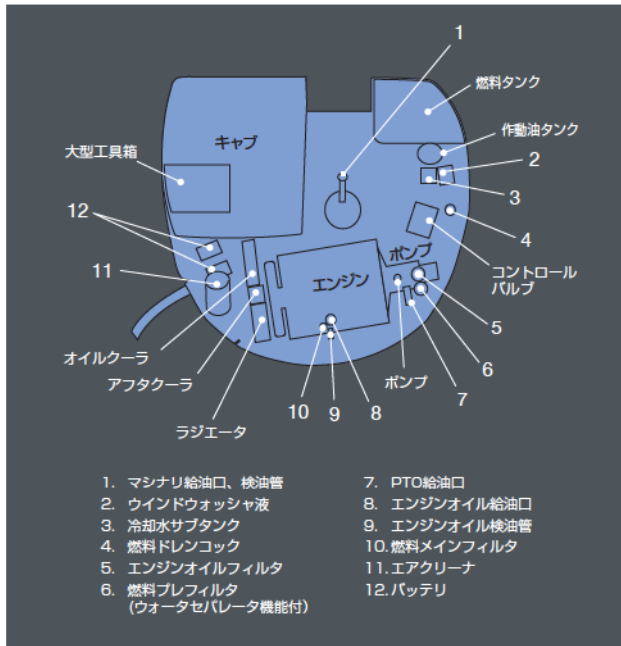 1
燃料タンク
作動油タンク
キャブ
大型工具箱
2
3
12
4
ポンプ
コントロール
バルブ
11
エンジン
5
オイルクーラ
6
アフタクーラ
ポンプ
7
ラジエータ
10
9
8
1. マシナリ給油口、検油管
2. ウインドウォッシャ液
3. 冷却水サブタンク
4. 燃料ドレンコック
5. エンジンオイルフィルタ
6. 燃料プレフィルタ
(ウォータセパレータ機能付)
7. PTO給油口
8. エンジンオイル給油口
9. エンジンオイル検油管
10. 燃料メインフィルタ
11. エアクリーナ
12. バッテリ